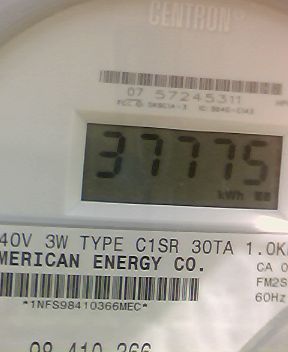 CENTRON®
07 57245311
37775
kWh
40V 3W TYPE C1SR 30TA 1.0K
MERICAN ENERGY CO.
CA 0
FM2S
60Hz
*1NFS98410366MEC*
98 410 366